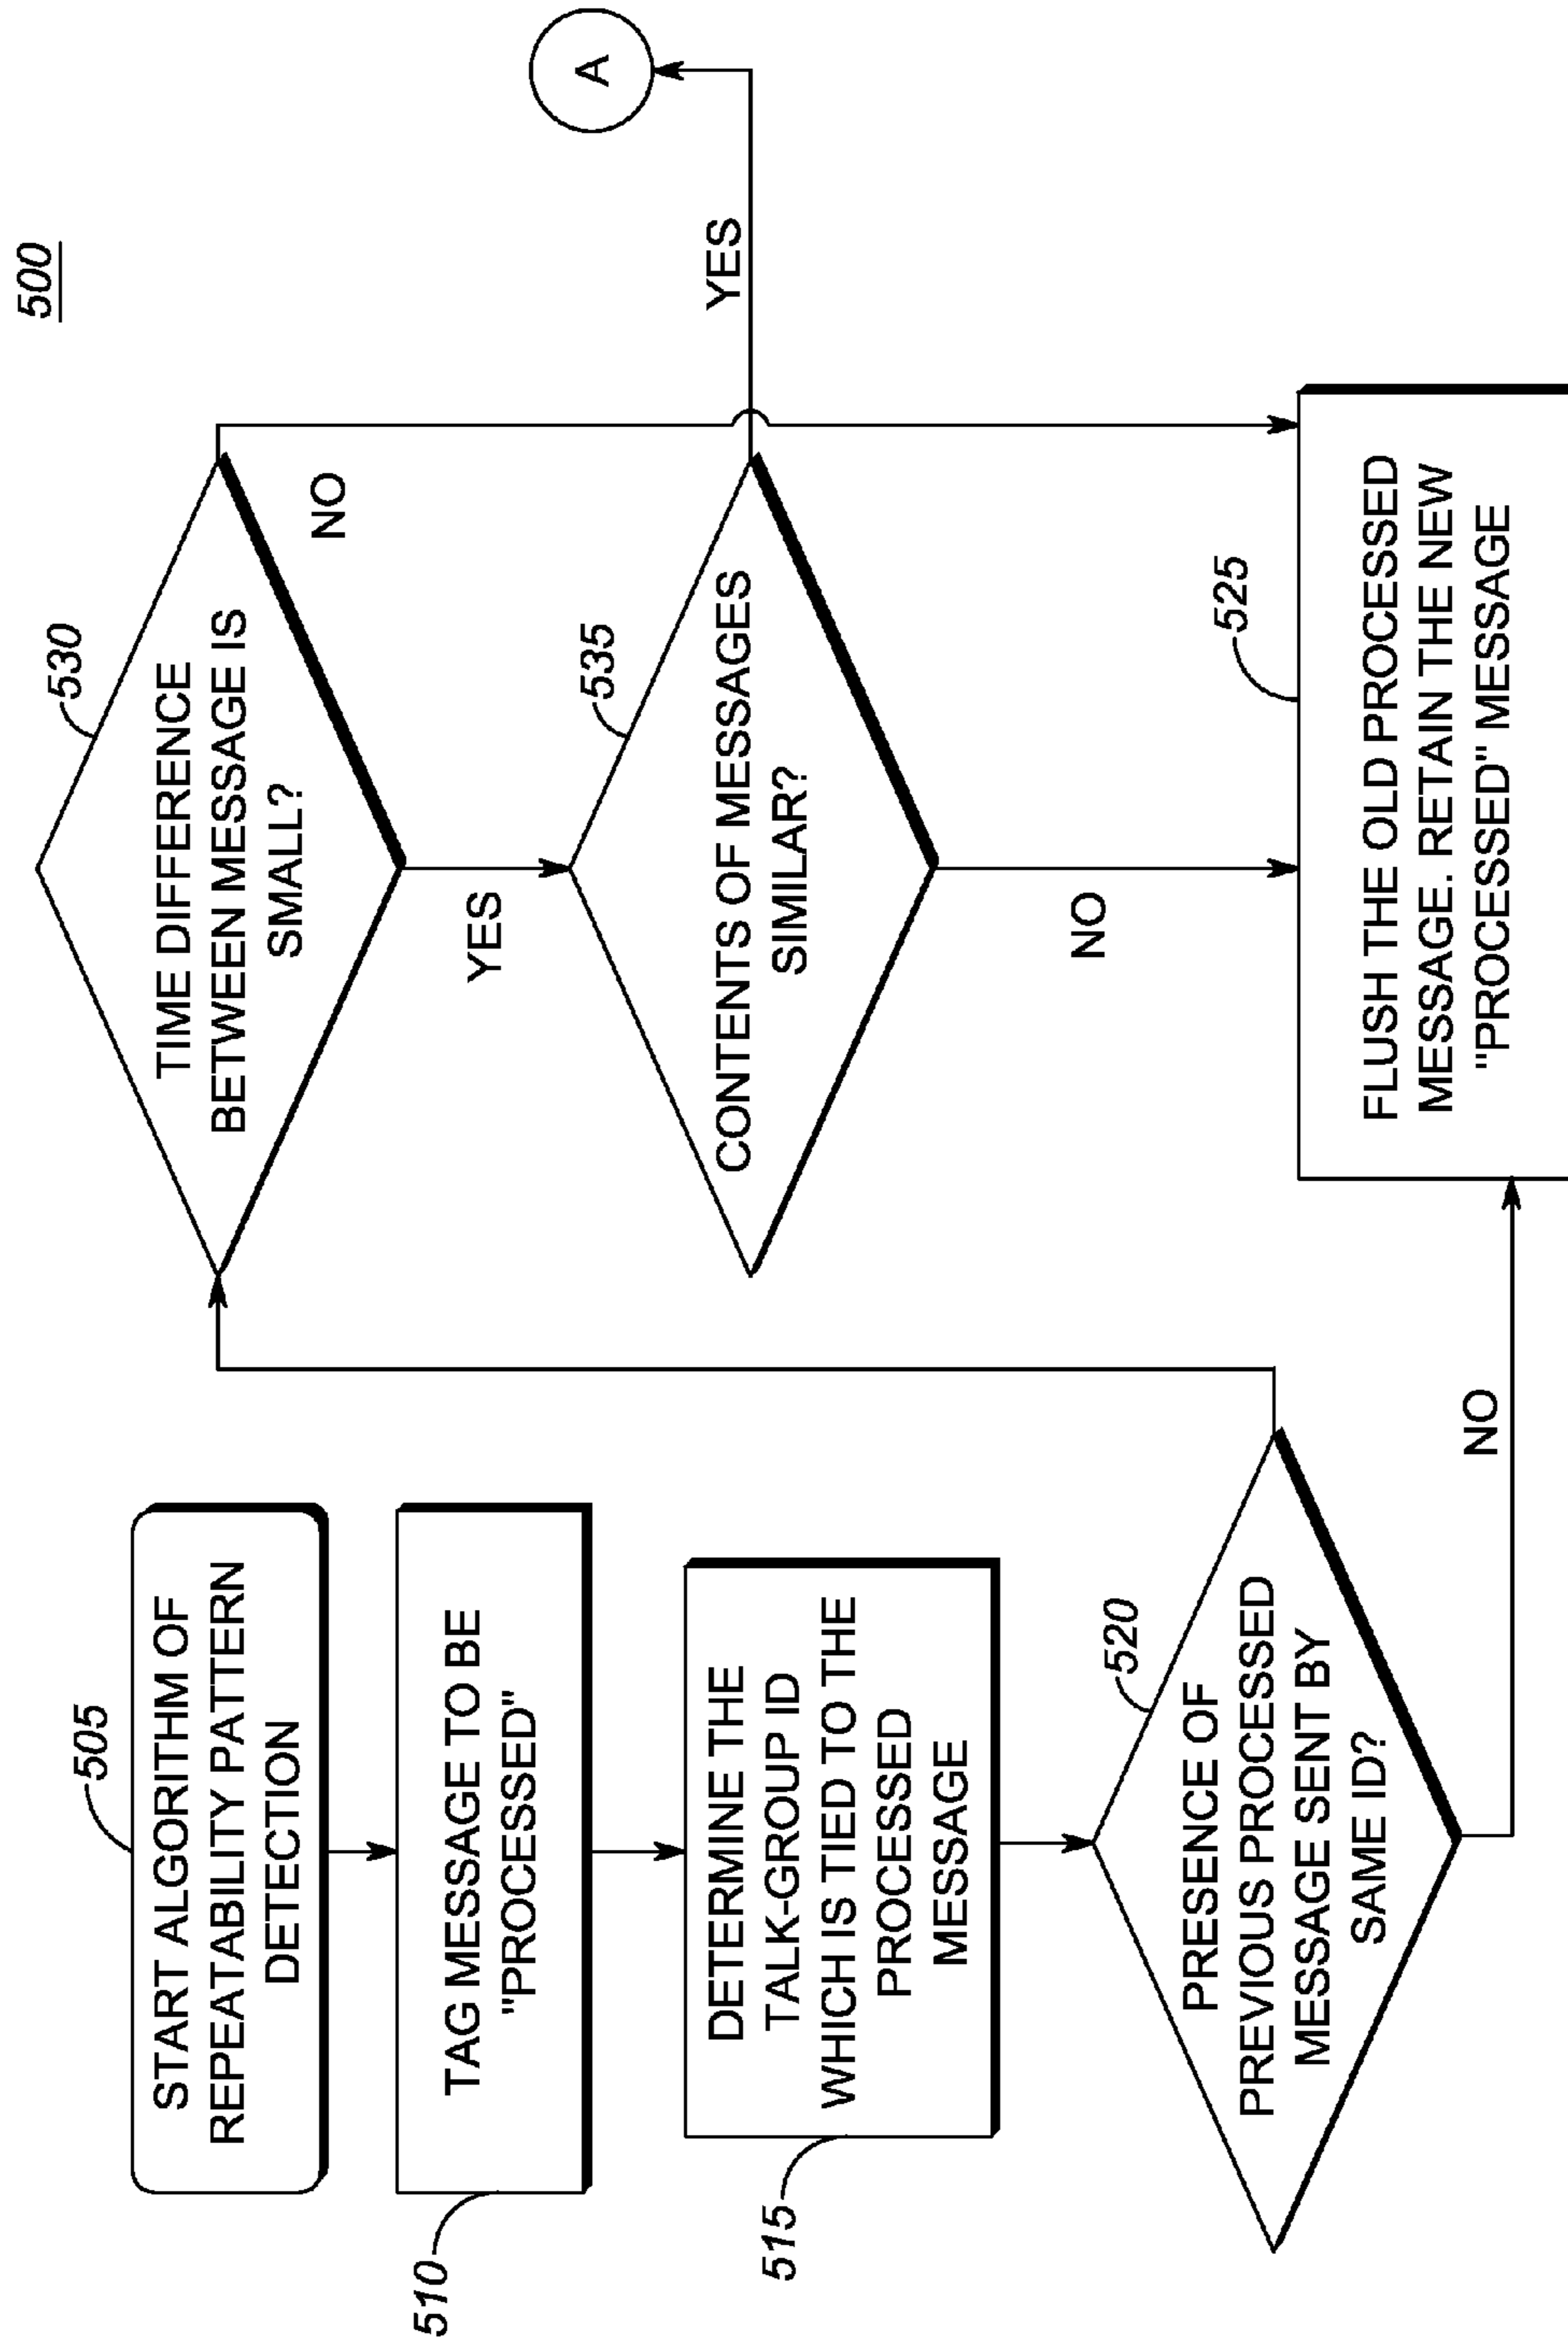 500
505
START ALGORITHM OF
REPEATABILITY PATTERN
DETECTION
510
TAG MESSAGE TO BE
"PROCESSED"
515
DETERMINE THE
TALK-GROUP ID
WHICH IS TIED TO THE
PROCESSED
MESSAGE
520
PRESENCE OF
PREVIOUS PROCESSED
MESSAGE SENT BY
SAME ID?
NO
530
TIME DIFFERENCE
BETWEEN MESSAGE IS
SMALL?
NO
YES
535
CONTENTS OF MESSAGES
SIMILAR?
YES
A
NO
525
FLUSH THE OLD PROCESSED
MESSAGE. RETAIN THE NEW
"PROCESSED" MESSAGE